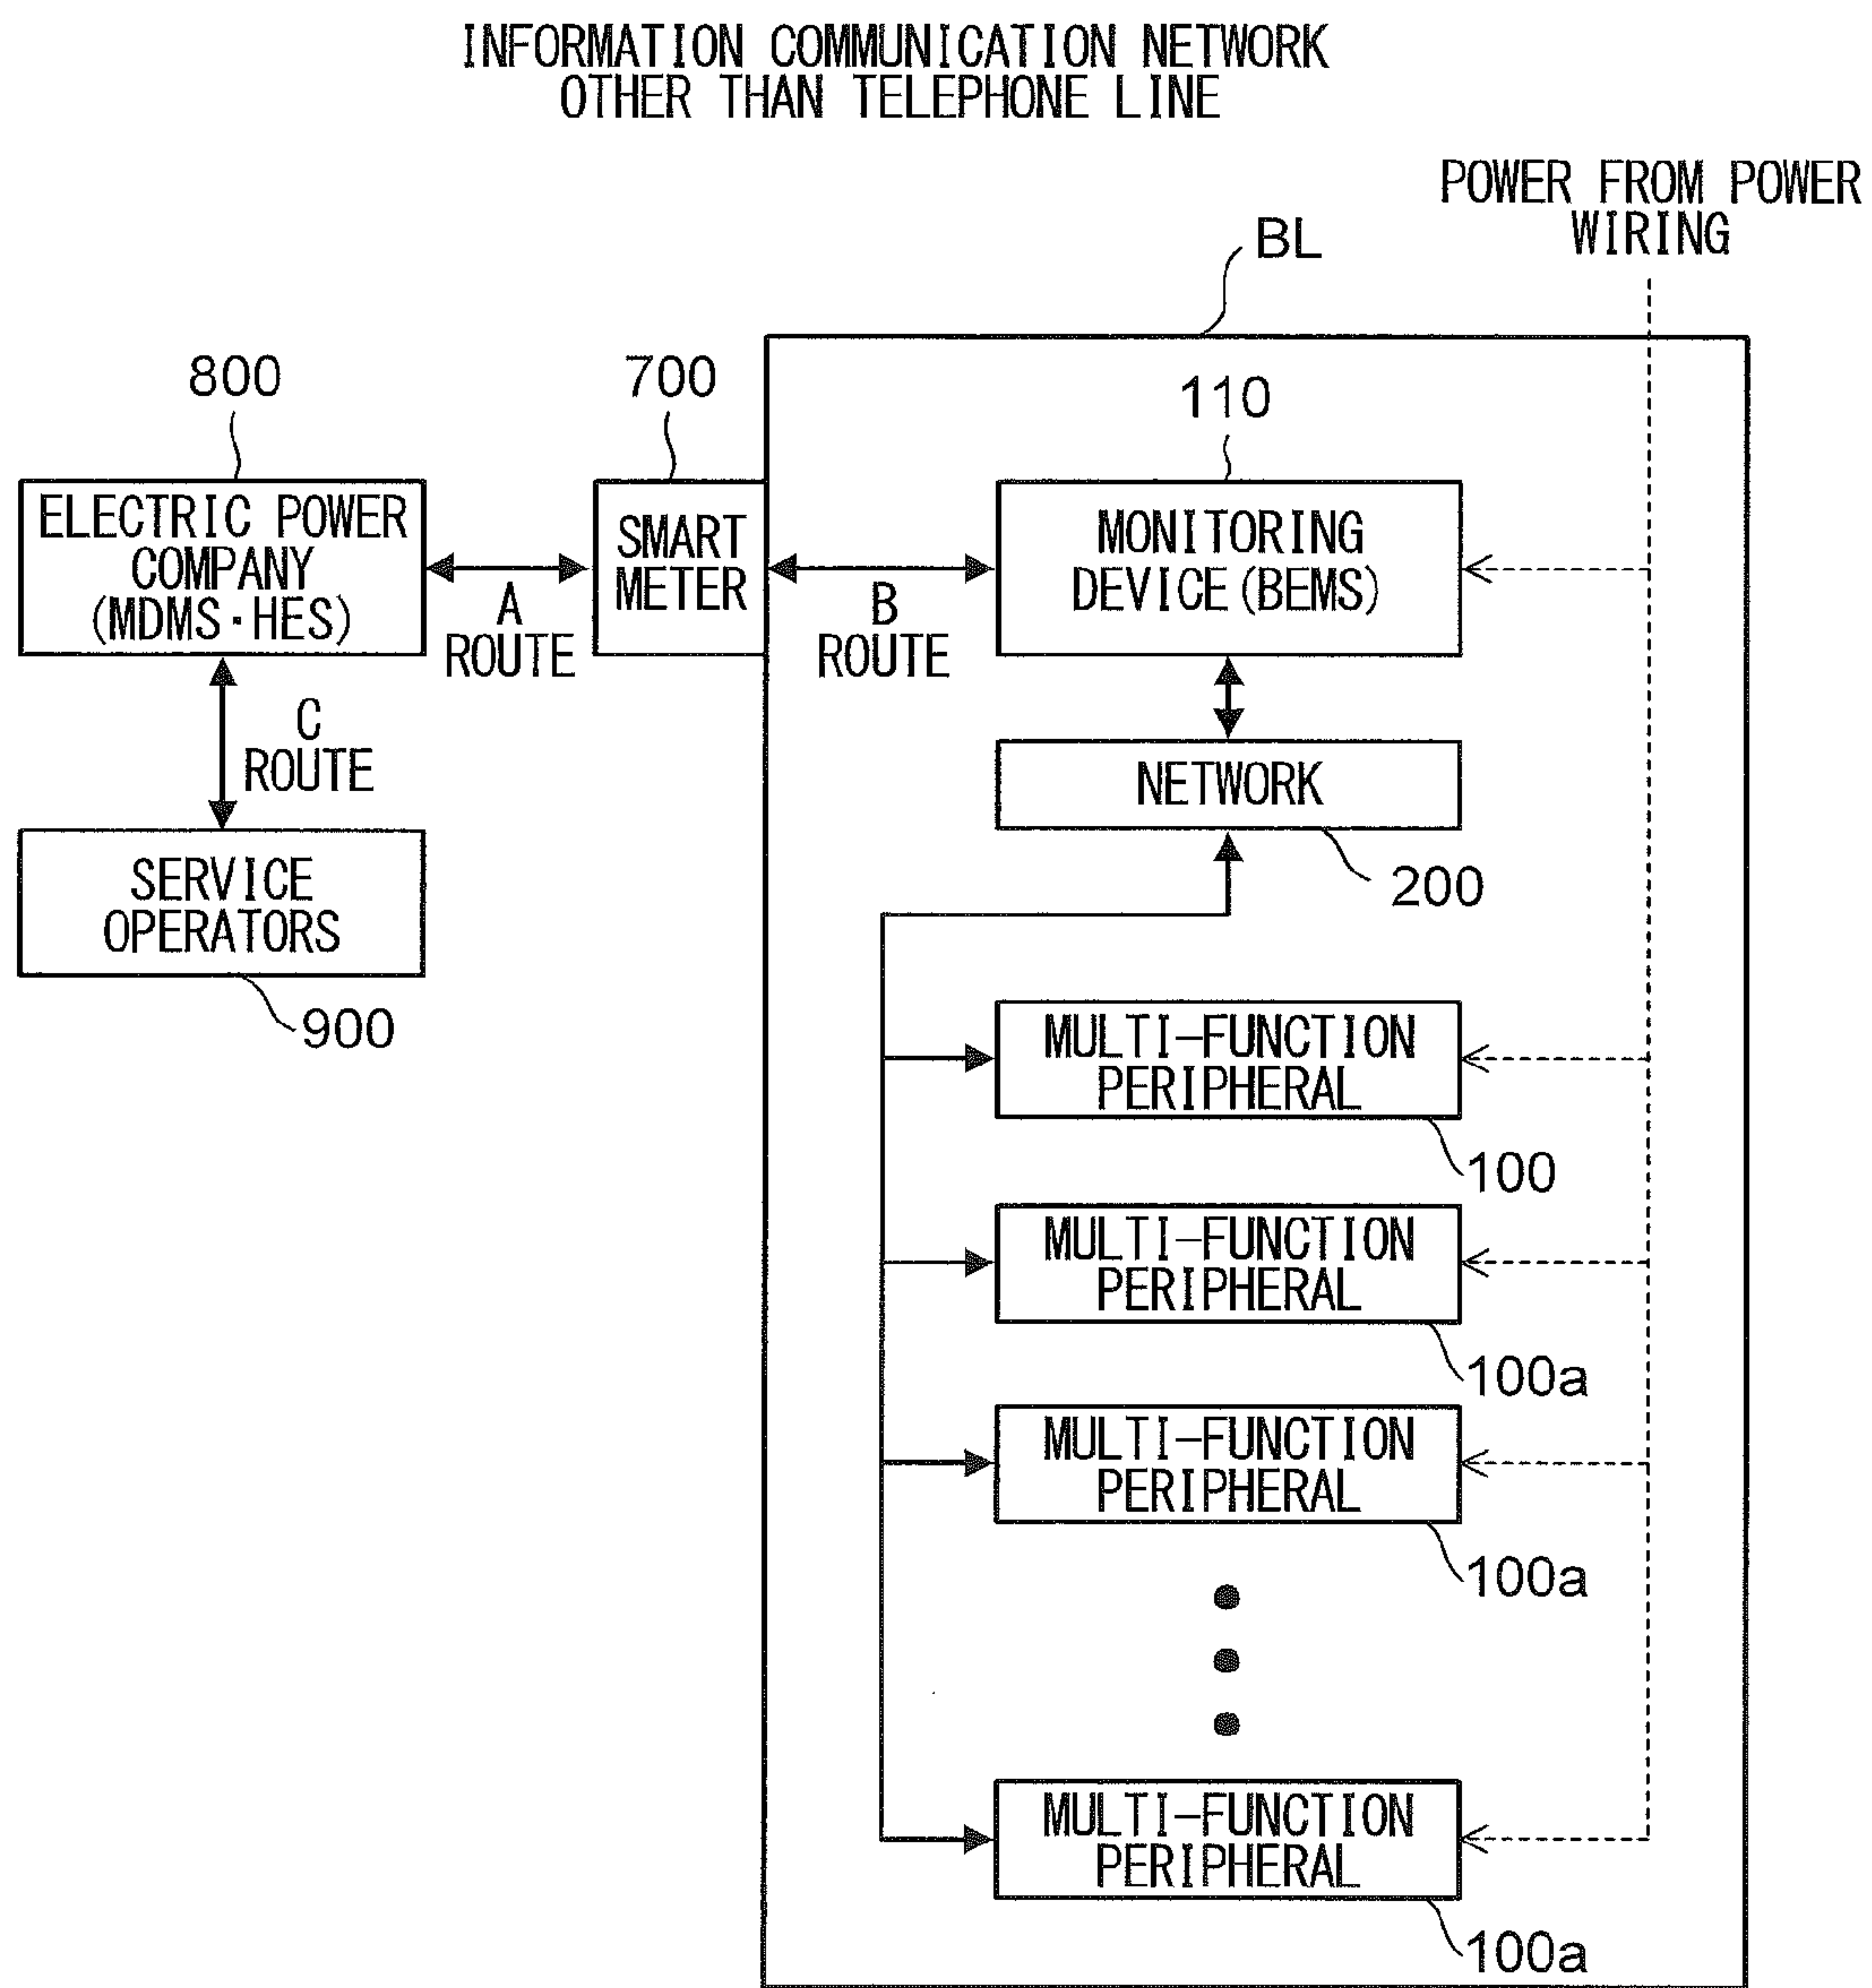 INFORMATION COMMUNICATION NETWORK
OTHER THAN TELEPHONE LINE
POWER FROM POWER
WIRING
BL
800
700
110
ELECTRIC POWER
COMPANY
(MDMS·HES)
A
ROUTE
SMART
METER
B
ROUTE
MONITORING
DEVICE(BEMS)
C
ROUTE
NETWORK
200
SERVICE
OPERATORS
900
MULTI-FUNCTION
PERIPHERAL
100
MULTI-FUNCTION
PERIPHERAL
100a
MULTI-FUNCTION
PERIPHERAL
100a
MULTI-FUNCTION
PERIPHERAL
100a